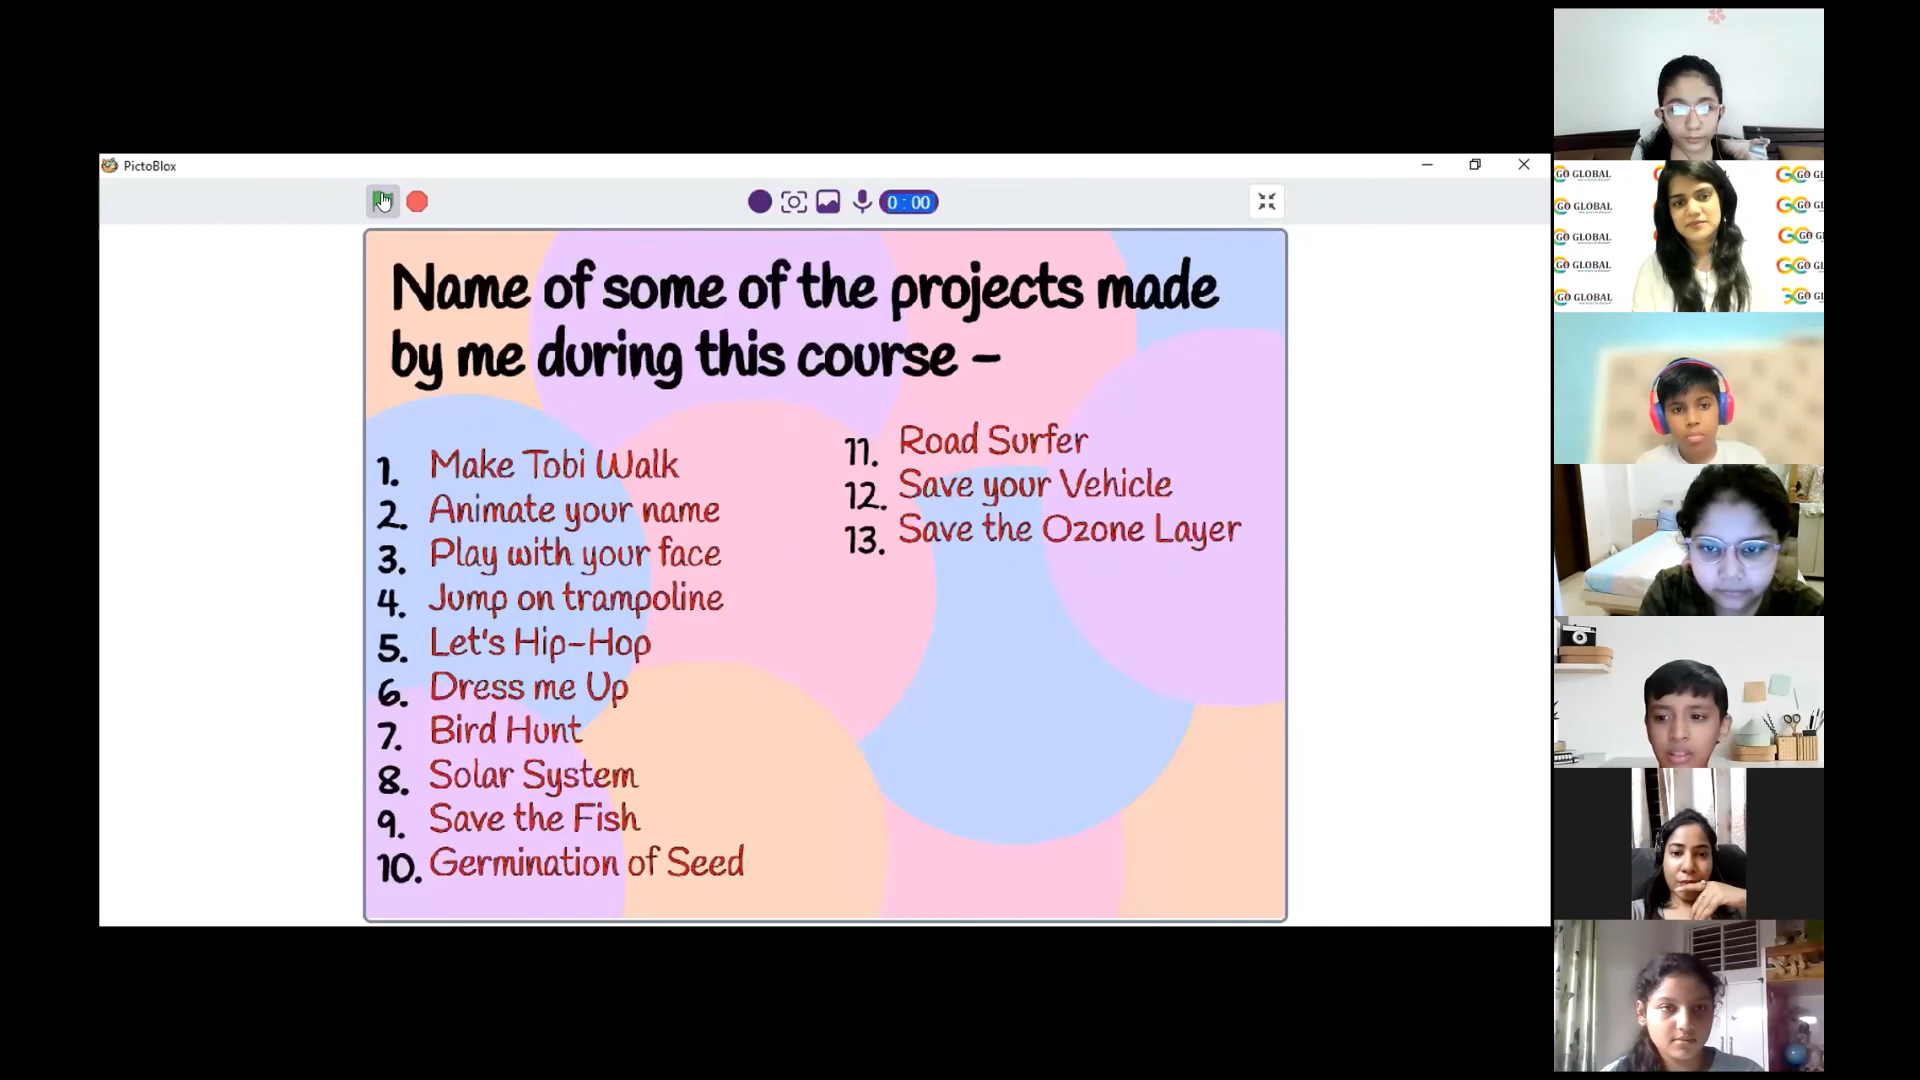 PictoBlox
0 : 00
Name of some of the projects made
by me during this course –
1. Make Tobi Walk
2. Animate your name
3. Play with your face
4. Jump on trampoline
5. Let's Hip-Hop
6. Dress me Up
7. Bird Hunt
8. Solar System
9. Save the Fish
10. Germination of Seed
11. Road Surfer
12. Save your Vehicle
13. Save the Ozone Layer
GO GLOBAL
GO GLOBAL
GO GLOBAL
GO GLOBAL
GO GLOBAL